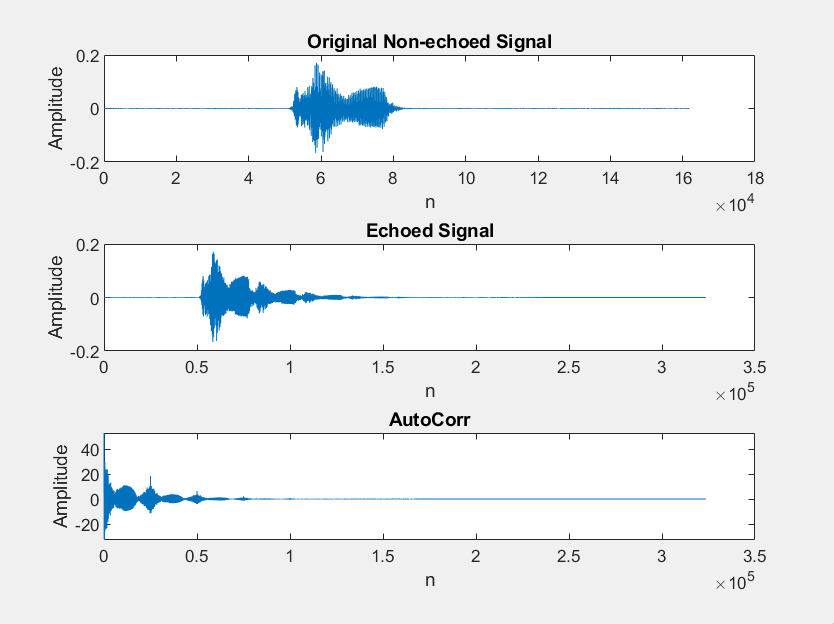 Original Non-echoed Signal
0.2
0
-0.2
Amplitude
0 2 4 6 8 10 12 14 16 18
n
×10^4
Echoed Signal
0.2
0
-0.2
Amplitude
0 0.5 1 1.5 2 2.5 3 3.5
n
×10^5
AutoCorr
40
20
0
-20
Amplitude
0 0.5 1 1.5 2 2.5 3 3.5
n
×10^5